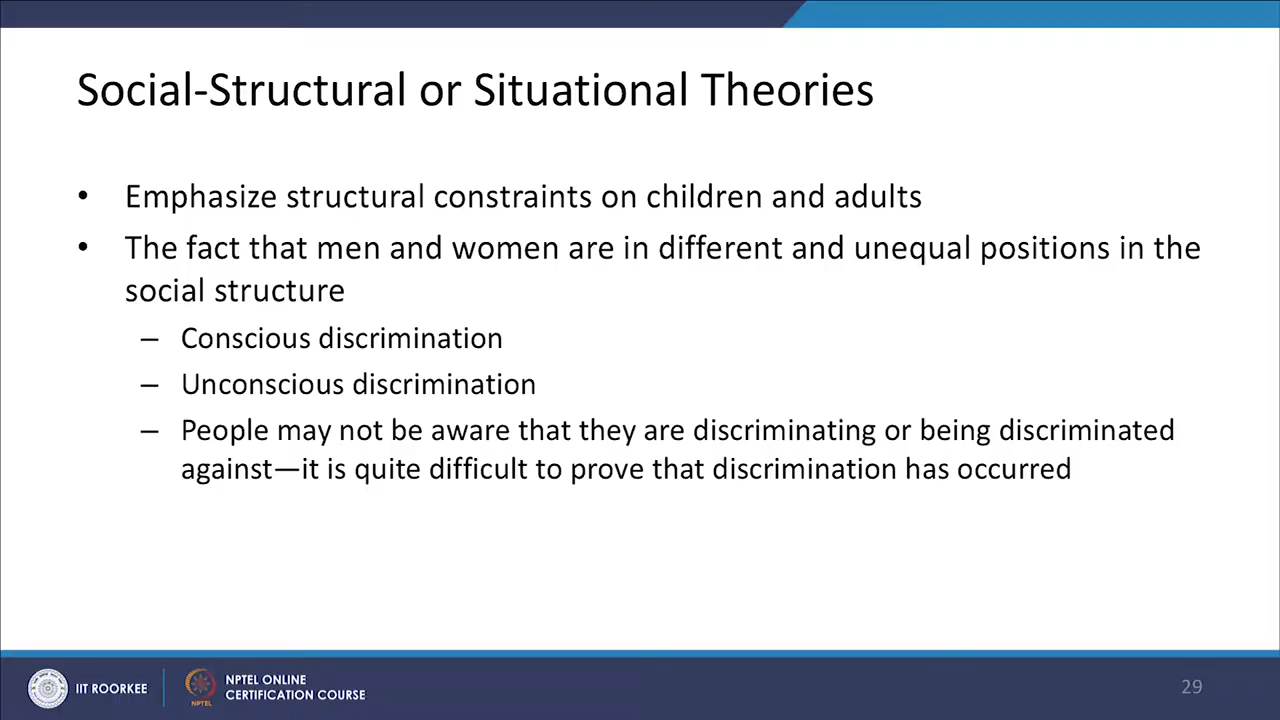 Social-Structural or Situational Theories
• Emphasize structural constraints on children and adults
• The fact that men and women are in different and unequal positions in the
social structure
– Conscious discrimination
– Unconscious discrimination
– People may not be aware that they are discriminating or being discriminated
against—it is quite difficult to prove that discrimination has occurred
IIT ROORKEE
NPTEL
NPTEL ONLINE
CERTIFICATION COURSE
29